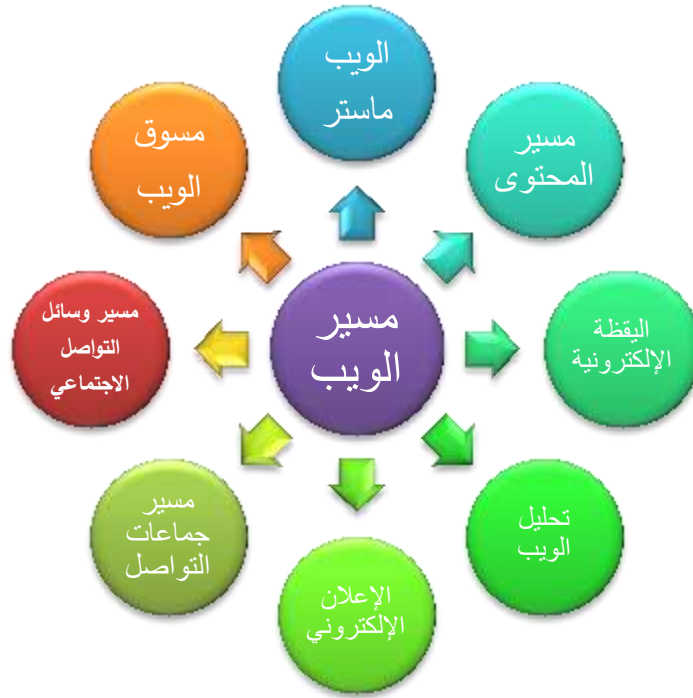 الويب
ماستر
مسير
المحتوى
اليقظة
الإلكترونية
تحليل
الويب
الإعلان
الإلكتروني
مسير
جماعات
التواصل
مسير وسائل
التواصل
الاجتماعي
مسوق
الويب
مسير
الويب